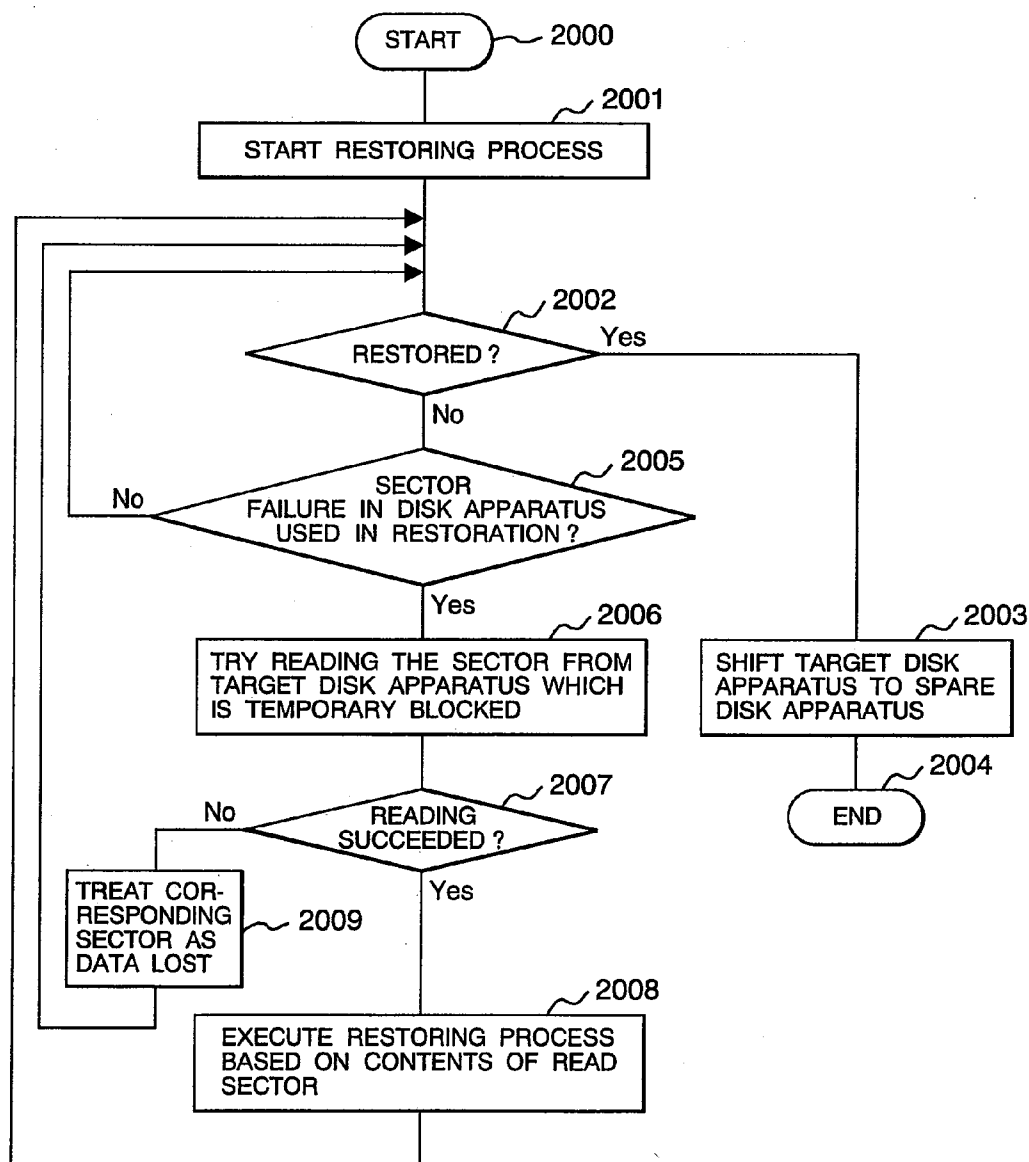 START
2000
2001
START RESTORING PROCESS
2002
RESTORED ?
Yes
No
2005
SECTOR
FAILURE IN DISK APPARATUS
USED IN RESTORATION ?
No
Yes
2006
TRY READING THE SECTOR FROM
TARGET DISK APPARATUS WHICH
IS TEMPORARY BLOCKED
2003
SHIFT TARGET DISK
APPARATUS TO SPARE
DISK APPARATUS
2004
END
2007
READING
SUCCEEDED ?
No
Yes
TREAT COR-
RESPONDING
SECTOR AS
DATA LOST
2009
2008
EXECUTE RESTORING PROCESS
BASED ON CONTENTS OF READ
SECTOR